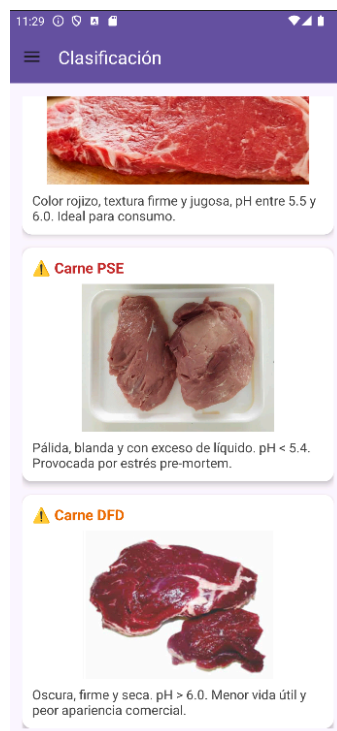 11:29
Clasificación
Color rojizo, textura firme y jugosa, pH entre 5.5 y
6.0. Ideal para consumo.
⚠️ Carne PSE
Pálida, blanda y con exceso de líquido. pH < 5.4.
Provocada por estrés pre-mortem.
⚠️ Carne DFD
Oscura, firme y seca. pH > 6.0. Menor vida útil y
peor apariencia comercial.